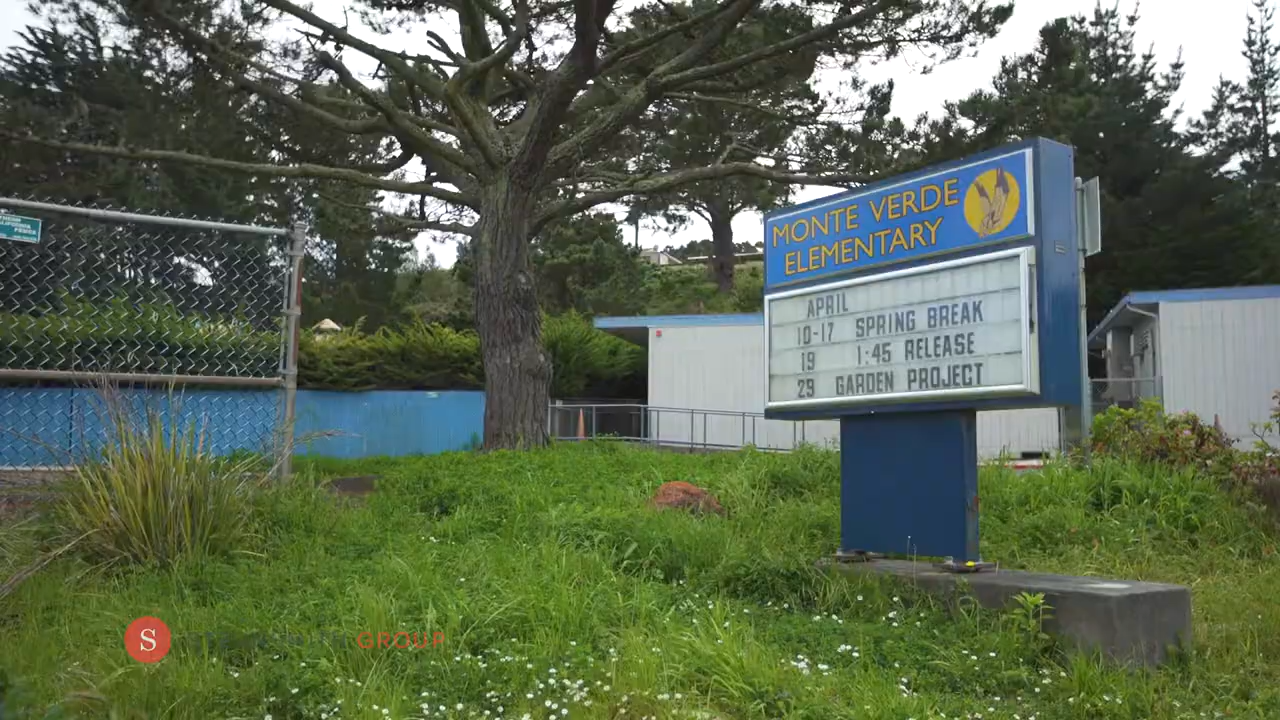 MONTE VERDE
ELEMENTARY
APRIL
10-17 SPRING BREAK
19 1:45 RELEASE
29 GARDEN PROJECT
S
GROUP